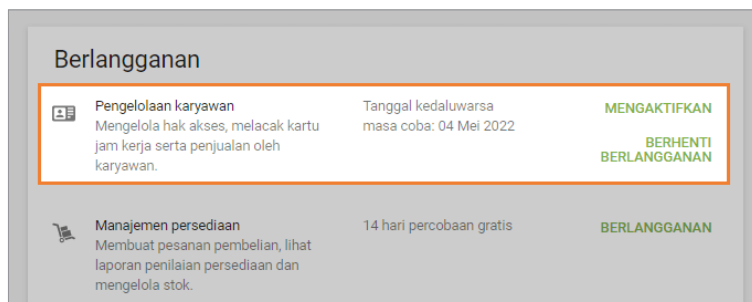 Berlangganan
Pengelolaan karyawan
Mengelola hak akses, melacak kartu
jam kerja serta penjualan oleh
karyawan.
Tanggal kedaluwarsa
masa coba: 04 Mei 2022
MENGAKTIFKAN
BERHENTI
BERLANGGANAN
Manajemen persediaan
Membuat pesanan pembelian, lihat
laporan penilaian persediaan dan
mengelola stok.
14 hari percobaan gratis
BERLANGGANAN